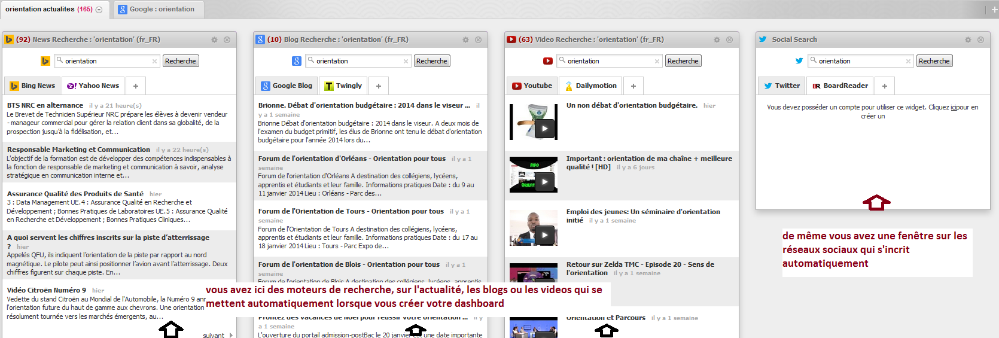 orientation actualites (165)
Google : orientation
(92) News Recherche : 'orientation' (fr_FR)
orientation
Recherche
Bing News
Yahoo News
+
BTS NRC en alternance il y a 21 heure(s)
Le Brevet de Technicien Supérieur NRC prépare les élèves à devenir vendeur
- manageur commercial pour gérer la relation client dans sa globalité, de la
prospection jusqu'à la fidélisation, et...
Responsable Marketing et Communication il y a 22 heure(s)
L'objectif de la formation est de développer des compétences indispensables à
la fonction de responsable de marketing et communication à savoir, analyse
stratégique en communication interne et...
Assurance Qualité des Produits de Santé hier
3 : Data Management UE.4 : Assurance Qualité en Recherche et
Développement ; Bonnes Pratiques de Laboratoires UE.5 : Assurance Qualité
en Recherche et Développement ; Bonnes Pratiques Cliniques...
A quoi servent les chiffres inscrits sur la piste d'atterrissage
? hier
Appelés QFU, ils indiquent l'orientation de la piste par rapport au nord
magnétique. Le pilote peut ainsi positionner l'avion avant l'atterrissage. Deux
chiffres figurent sur chaque piste. En...
Vidéo Citroën Numéro 9 hier
Vedette du stand Citroën au Mondial de l'Automobile, la Numéro 9 anr
l'orientation future du haut de gamme aux chevrons. Une orientation
résolument tournée vers les marchés émergents, au...
suivant
(10) Blog Recherche : 'orientation' (fr_FR)
orientation
Recherche
Google Blog
Twingly
+
Brionne. Débat d'orientation budgétaire : 2014 dans le viseur ... il
y a 1 semaine
Brionne Débat d'orientation budgétaire : 2014 dans le viseur. A deux mois de
l'examen du budget primitif, les élus de Brionne ont tenu le débat d'orientation
budgétaire pour l'année 2014 lors du...
Forum de l'orientation d'Orléans - Orientation pour tous il y a 1
semaine
Forum de l'orientation d'Orléans A destination des collégiens, lycéens,
apprentis et étudiants et leur famille. Informations pratiques Date : du 9 au
11 janvier 2014 Lieu : Orléans - Parc des...
Forum de l'Orientation de Tours - Orientation pour tous il y a 1
semaine
Forum de l'Orientation de Tours A destination des collégiens, lycéens,
apprentis et étudiants et leur famille. Informations pratiques Date : du 17 au
18 janvier 2014 Lieu : Tours - Parc Expo de...
Forum de l'orientation de Blois - Orientation pour tous il y a 1
semaine
Forum de l'orientation de Blois A destination des collégiens, lycéens, apprentis
Profitez des vacances de Noël pour réussir votre orientation ... il y
a 1 semaine
L'ouverture du portail admission-postBac le 20 janvier est une date importante
(63) Video Recherche : 'orientation' (fr_FR)
orientation
Recherche
Youtube
Dailymotion
+
Un non débat d'orientation budgétaire. hier
INFO
ORIENT
Important : orientation de ma chaîne + meilleure
qualité ! [HD] il y a 6 jours
Emploi des jeunes: Un séminaire d'orientation
initié il y a 1 semaine
Retour sur Zelda TMC - Episode 20 - Sens de
l'orientation il y a 1 semaine
Orientation et Parcours il y a 1 semaine
Social Search
orientation
Recherche
Twitter
BoardReader
+
Vous devez posséder un compte pour utiliser ce widget. Cliquez icipour en
créer un
de même vous avez une fenêtre sur les
réseaux sociaux qui s'incrit
automatiquement
vous avez ici des moteurs de recherche, sur l'actualité, les blogs ou les videos qui se
mettent automatiquement lorsque vous créer votre dashboard